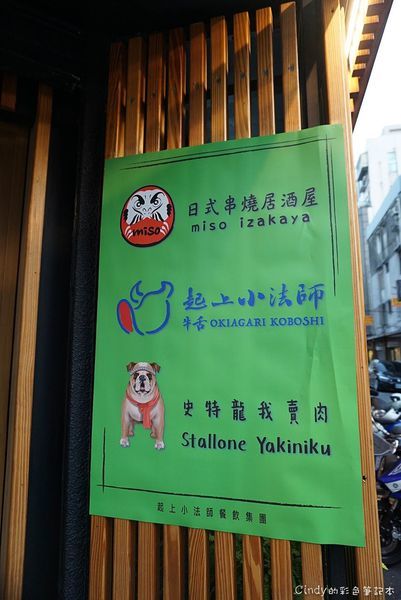 miso
日式串燒居酒屋
miso izakaya
起上小法師
牛舌 OKIAGARI KOBOSHI
史特龍我賣肉
Stallone Yakiniku
起上小法師餐飲集團
Cindy的彩色筆記本